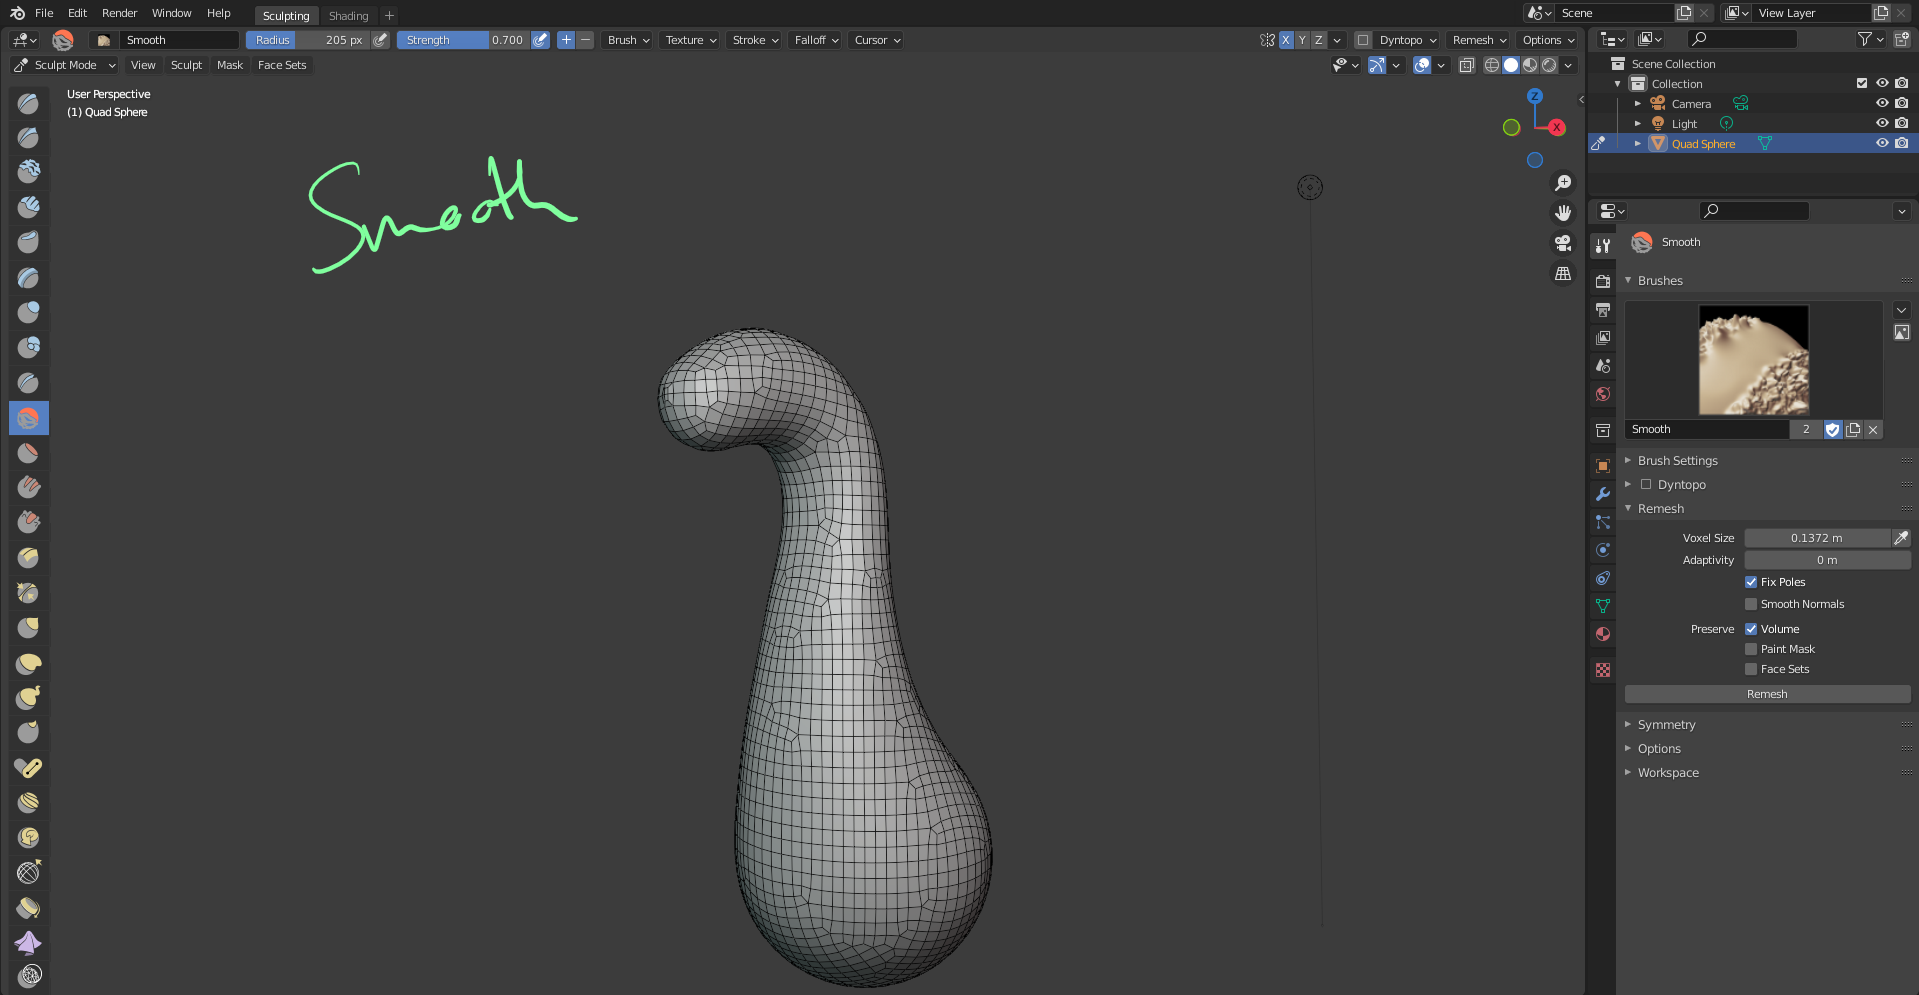 File Edit Render Window Help Sculpting Shading + Scene View Layer
Smooth Radius 205 px Strength 0.700 + − Brush Texture Stroke Falloff Cursor X Y Z Dyntopo Remesh Options
Sculpt Mode View Sculpt Mask Face Sets
User Perspective
(1) Quad Sphere
Smooth
Z
X
Scene Collection
Collection
Camera
Light
Quad Sphere
Smooth
Brushes
Smooth 2
Brush Settings
Dyntopo
Remesh
Voxel Size 0.1372 m
Adaptivity 0 m
Fix Poles
Smooth Normals
Preserve Volume
Paint Mask
Face Sets
Remesh
Symmetry
Options
Workspace